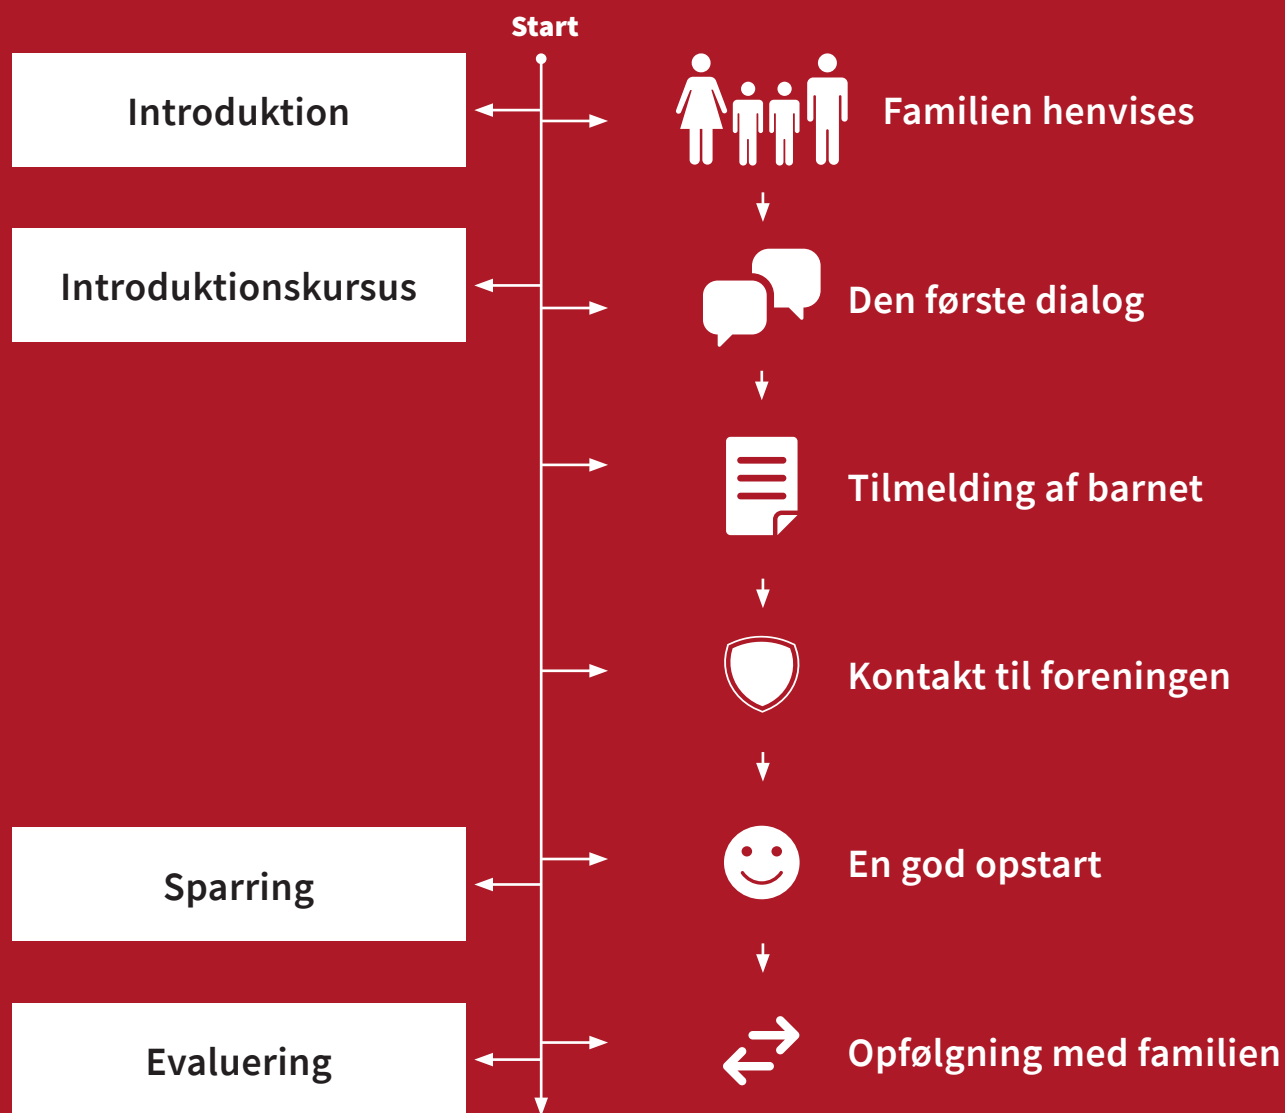 Start
Introduktion
Familien henvises
Introduktionskursus
Den første dialog
Tilmelding af barnet
Kontakt til foreningen
Sparring
En god opstart
Evaluering
Opfølgning med familien